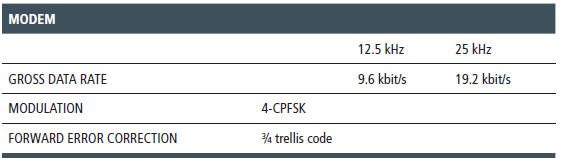 MODEM
12.5 kHz 25 kHz
GROSS DATA RATE 9.6 kbit/s 19.2 kbit/s
MODULATION 4-CPFSK
FORWARD ERROR CORRECTION ¾ trellis code